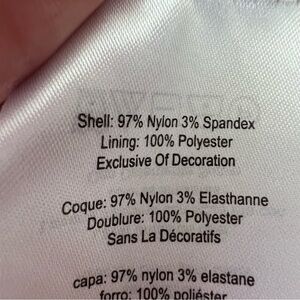 Shell: 97% Nylon 3% Spandex
Lining: 100% Polyester
Exclusive Of Decoration
Coque: 97% Nylon 3% Elasthanne
Doublure: 100% Polyester
Sans La Décoratifs
capa: 97% nylon 3% elastane
forro: 100% poliéster